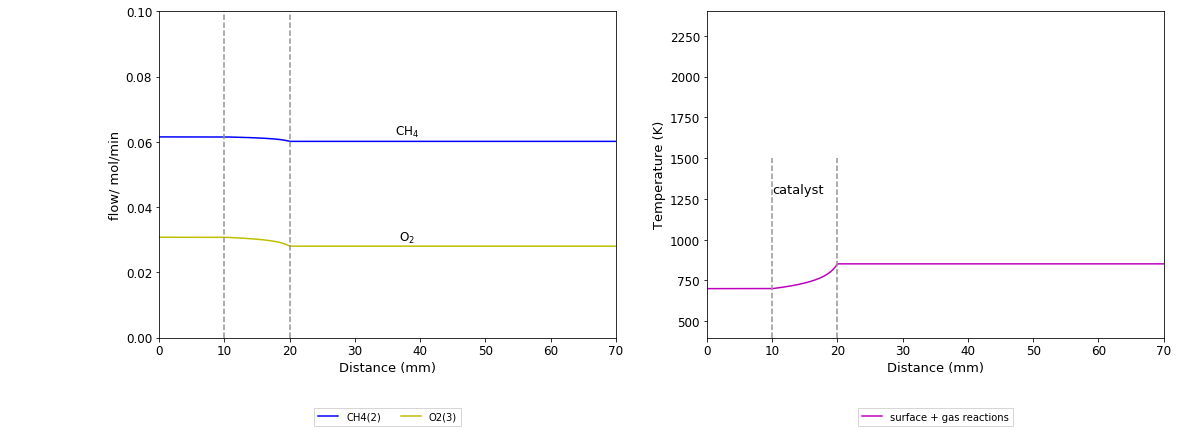 0.10
0.08
0.06
0.04
0.02
0.00
flow/ mol/min
CH₄
O₂
0 10 20 30 40 50 60 70
Distance (mm)
CH4(2) O2(3)
2250
2000
1750
1500
1250
1000
750
500
Temperature (K)
catalyst
0 10 20 30 40 50 60 70
Distance (mm)
surface + gas reactions